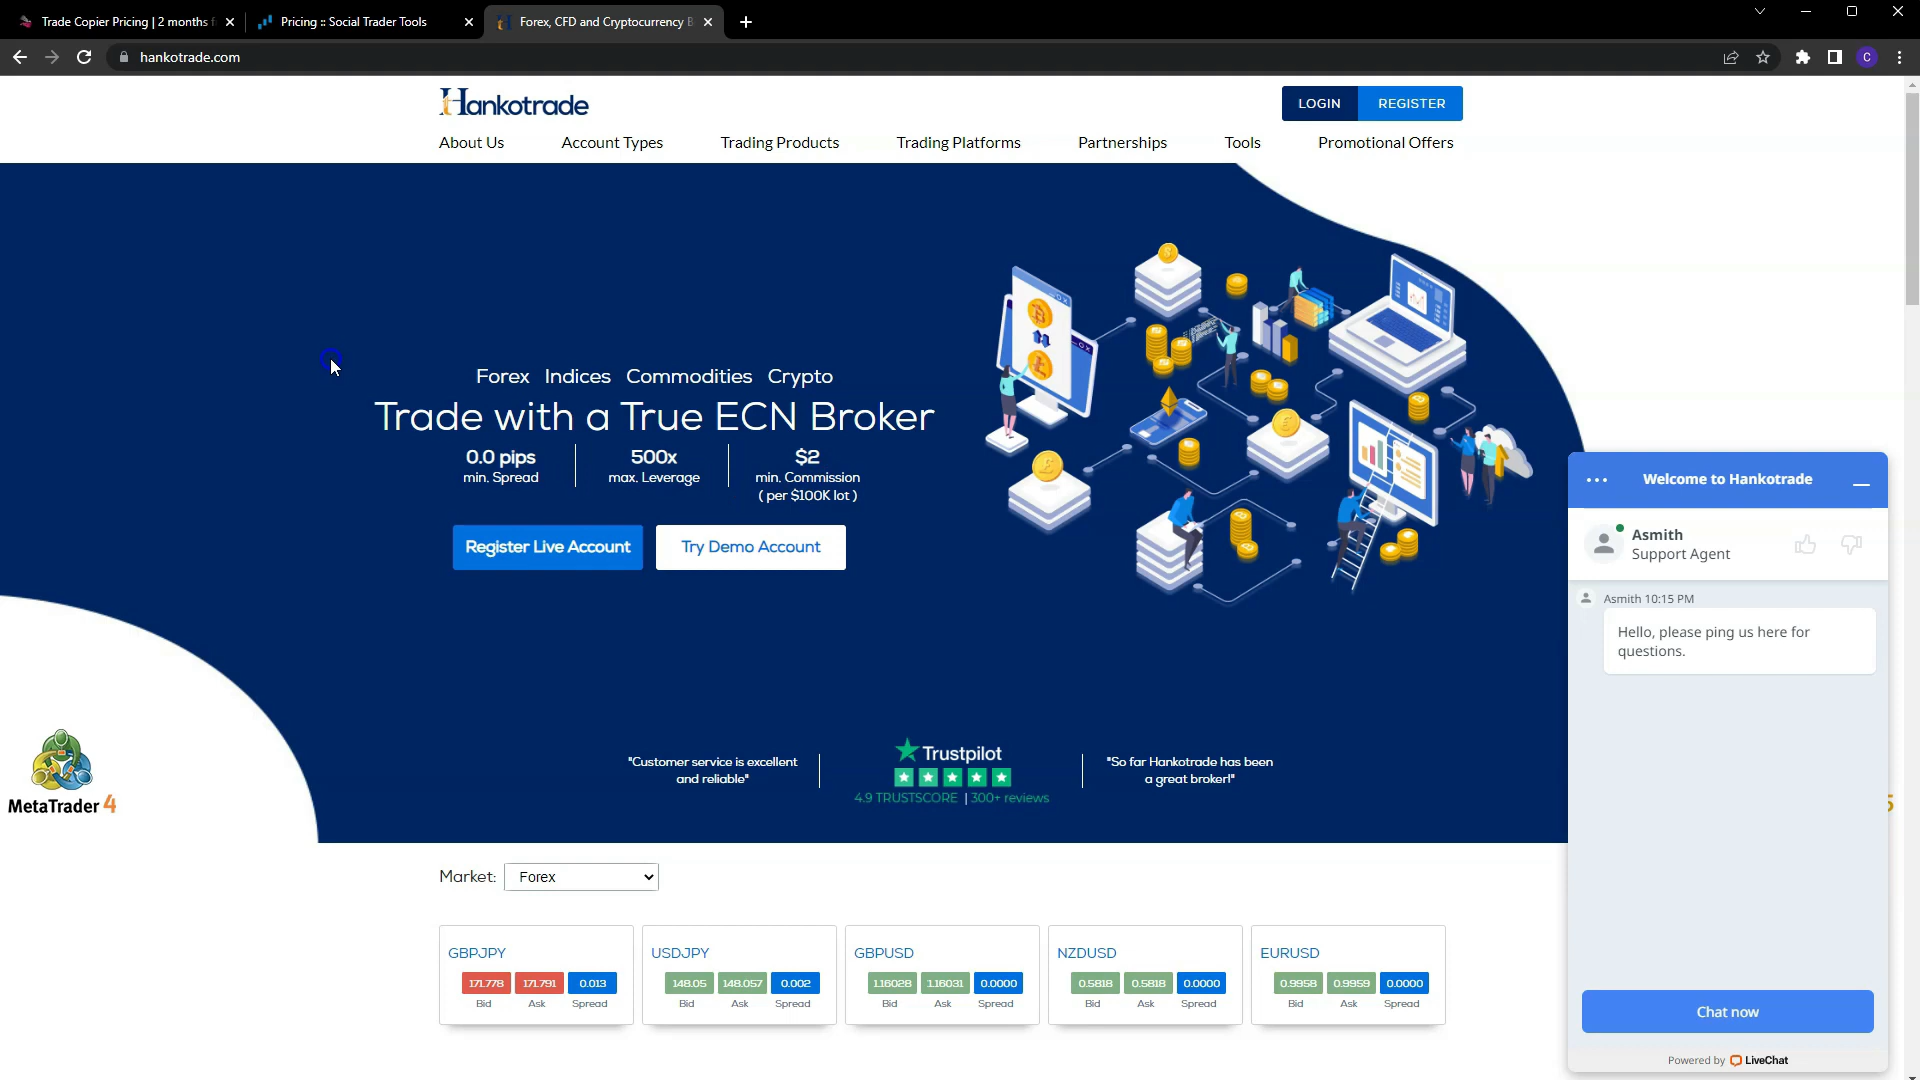 Trade Copier Pricing | 2 months f
Pricing :: Social Trader Tools
Forex, CFD and Cryptocurrency B
hankotrade.com
C
Hankotrade
LOGIN
REGISTER
About Us
Account Types
Trading Products
Trading Platforms
Partnerships
Tools
Promotional Offers
Forex Indices Commodities Crypto
Trade with a True ECN Broker
0.0 pips
min. Spread
500x
max. Leverage
$2
min. Commission
( per $100K lot )
Register Live Account
Try Demo Account
"Customer service is excellent
and reliable"
Trustpilot
4.9 TRUSTSCORE | 300+ reviews
"So far Hankotrade has been
a great broker!"
MetaTrader 4
5
Market:
Forex
GBPJPY
171.778
171.791
0.013
Bid
Ask
Spread
USDJPY
148.05
148.057
0.002
Bid
Ask
Spread
GBPUSD
1.16028
1.16031
0.0000
Bid
Ask
Spread
NZDUSD
0.5818
0.5818
0.0000
Bid
Ask
Spread
EURUSD
0.9958
0.9959
0.0000
Bid
Ask
Spread
Welcome to Hankotrade
Asmith
Support Agent
Asmith 10:15 PM
Hello, please ping us here for
questions.
Chat now
Powered by LiveChat